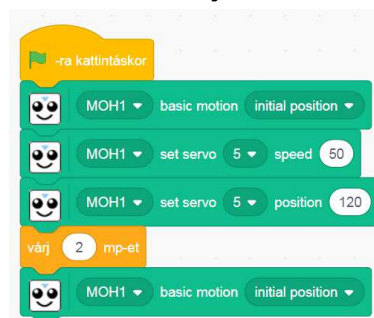 -ra kattintáskor
MOH1 basic motion initial position
MOH1 set servo 5 speed 50
MOH1 set servo 5 position 120
várj 2 mp-et
MOH1 basic motion initial position